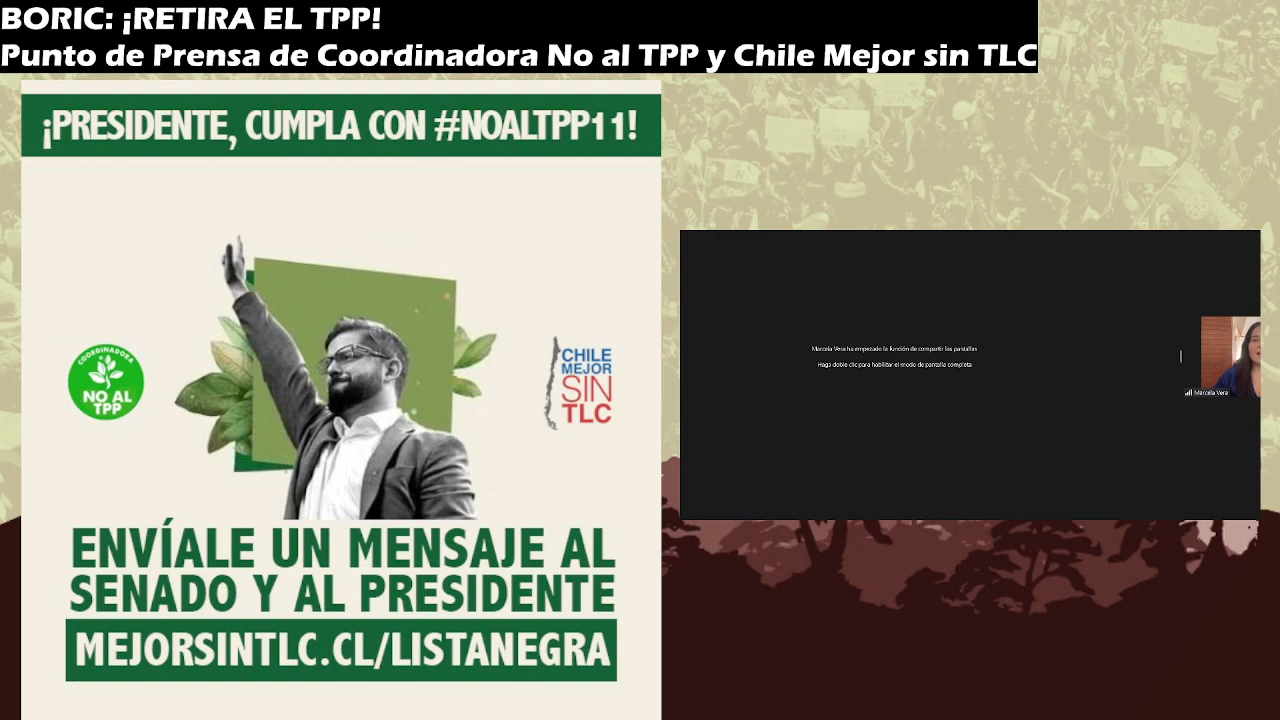 BORIC: ¡RETIRA EL TPP!
Punto de Prensa de Coordinadora No al TPP y Chile Mejor sin TLC
¡PRESIDENTE, CUMPLA CON #NOALTPP11!
COORDINADORA
NO AL
TPP
CHILE
MEJOR
SIN
TLC
ENVÍALE UN MENSAJE AL
SENADO Y AL PRESIDENTE
MEJORSINTLC.CL/LISTANEGRA
Marcela Vera ha empezado la función de compartir las pantallas
Haga doble clic para habilitar el modo de pantalla completa
Marcela Vera